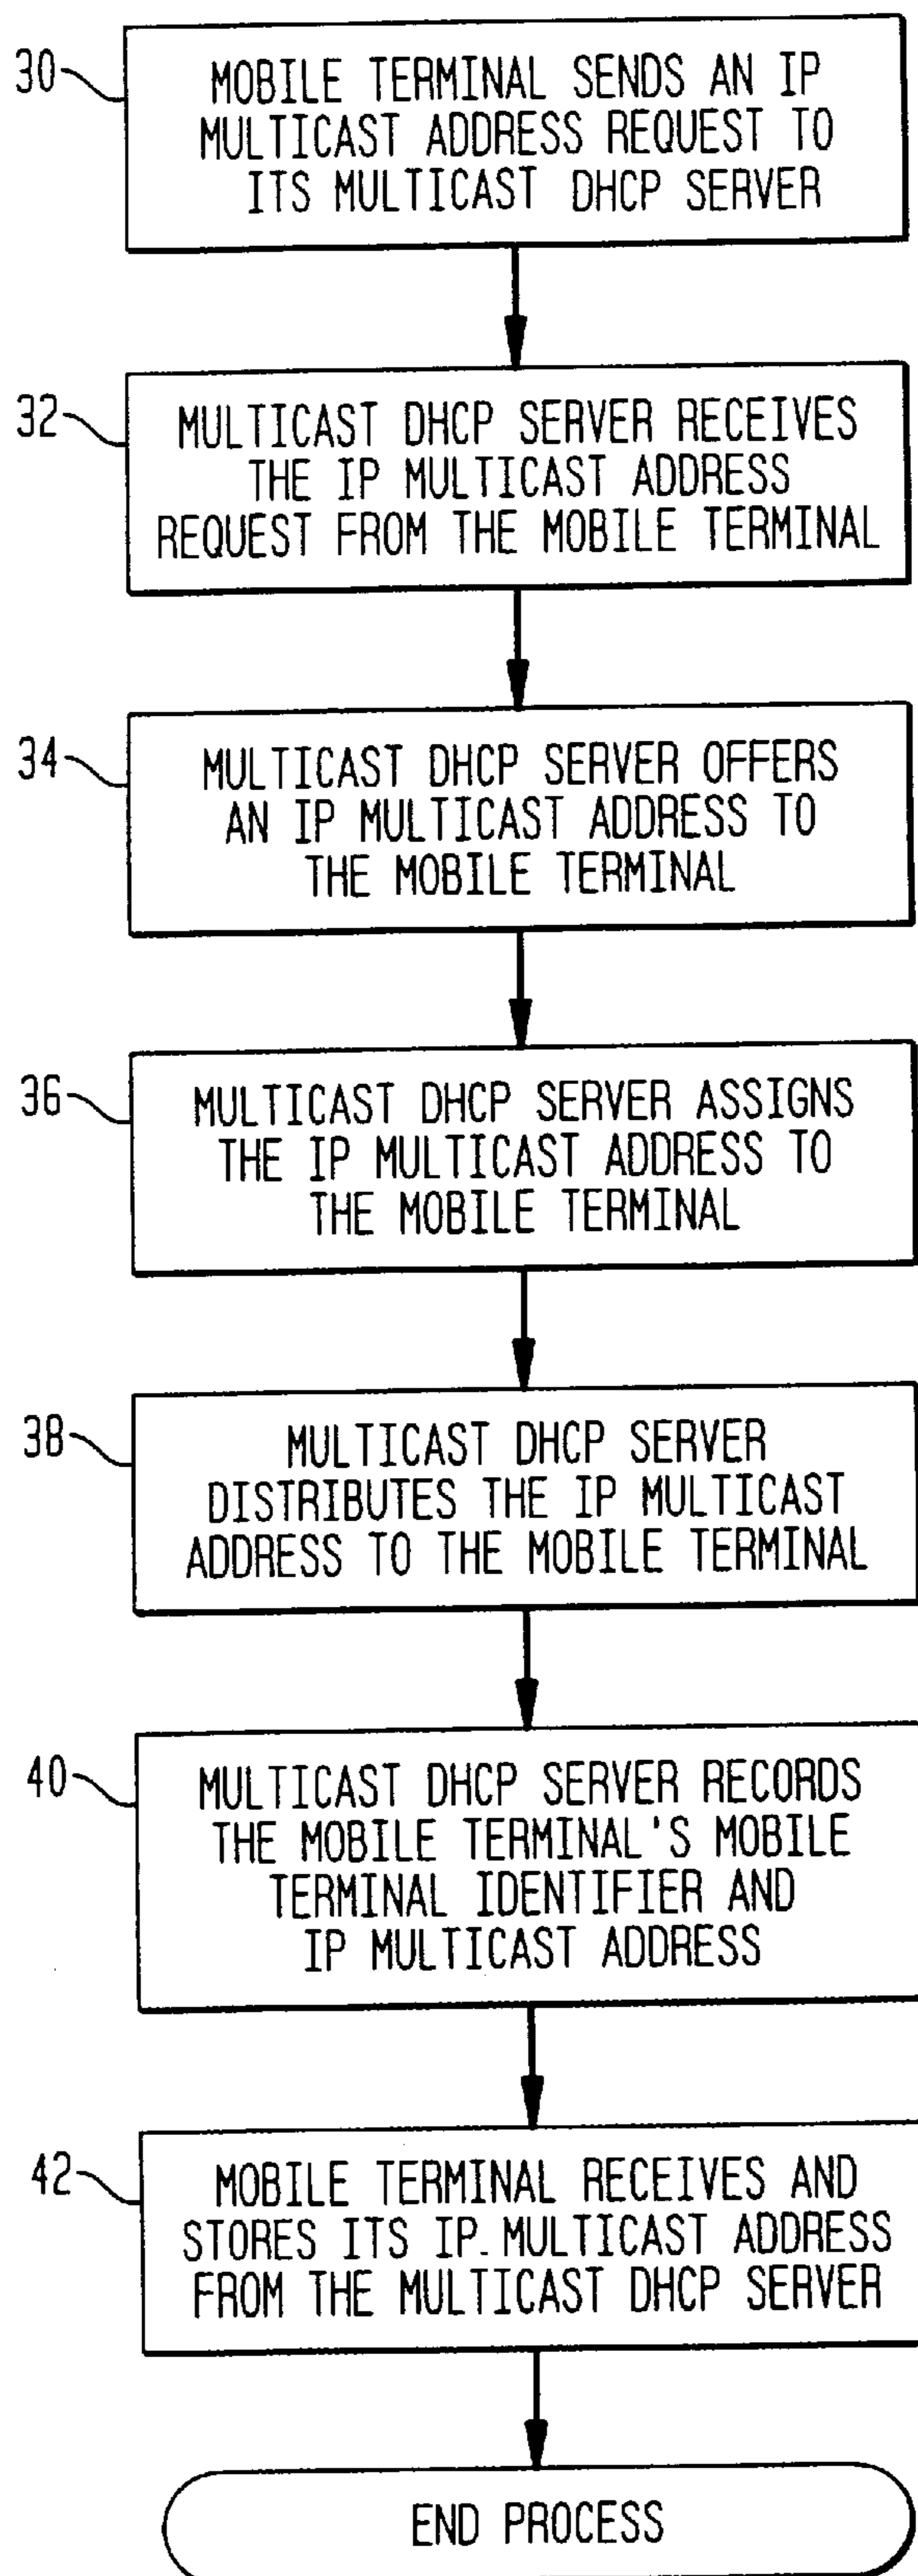 30
MOBILE TERMINAL SENDS AN IP
MULTICAST ADDRESS REQUEST TO
ITS MULTICAST DHCP SERVER
32
MULTICAST DHCP SERVER RECEIVES
THE IP MULTICAST ADDRESS
REQUEST FROM THE MOBILE TERMINAL
34
MULTICAST DHCP SERVER OFFERS
AN IP MULTICAST ADDRESS TO
THE MOBILE TERMINAL
36
MULTICAST DHCP SERVER ASSIGNS
THE IP MULTICAST ADDRESS TO
THE MOBILE TERMINAL
38
MULTICAST DHCP SERVER
DISTRIBUTES THE IP MULTICAST
ADDRESS TO THE MOBILE TERMINAL
40
MULTICAST DHCP SERVER RECORDS
THE MOBILE TERMINAL'S MOBILE
TERMINAL IDENTIFIER AND
IP MULTICAST ADDRESS
42
MOBILE TERMINAL RECEIVES AND
STORES ITS IP MULTICAST ADDRESS
FROM THE MULTICAST DHCP SERVER
END PROCESS